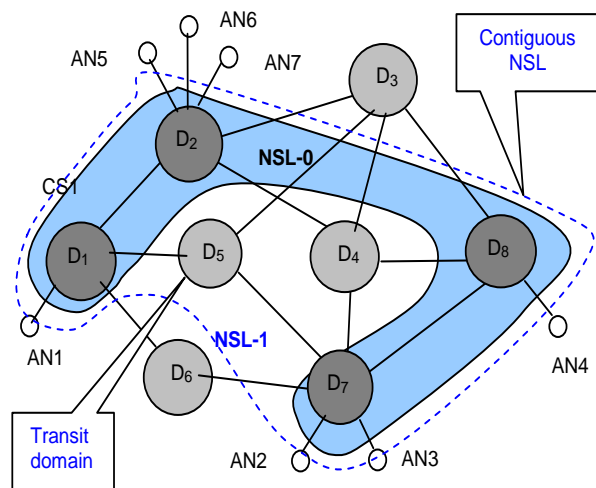 AN6
AN5
AN7
Contiguous
NSL
D3
D2
NSL-0
CS1
D1
D5
D4
D8
AN1
NSL-1
D6
D7
AN4
Transit
domain
AN2
AN3